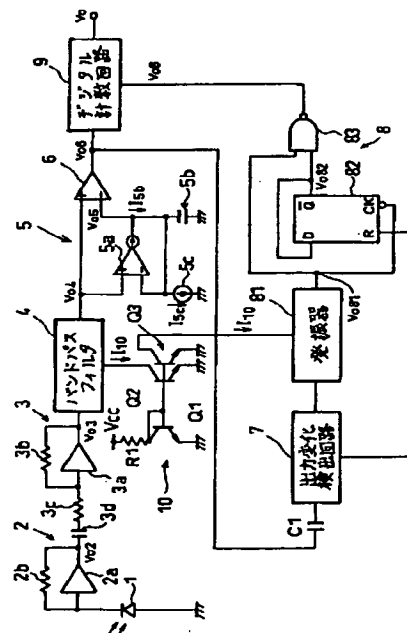 Vo
9
デジタル
計数回路
Vo8
Vo6
6
5
Vo5
I5b
5b
5a
5c
I5c
Vo4
4
バンドパス
フィルタ
I10
Q3
I10
Q2
Q1
Vcc
R1
10
3
3b
Vo3
3a
3c
3d
2
2b
Vo2
2a
1
83
8
Vo82
82
Q
D
CK
R
Vo81
81
発振器
7
出力変化
検出回路
C1